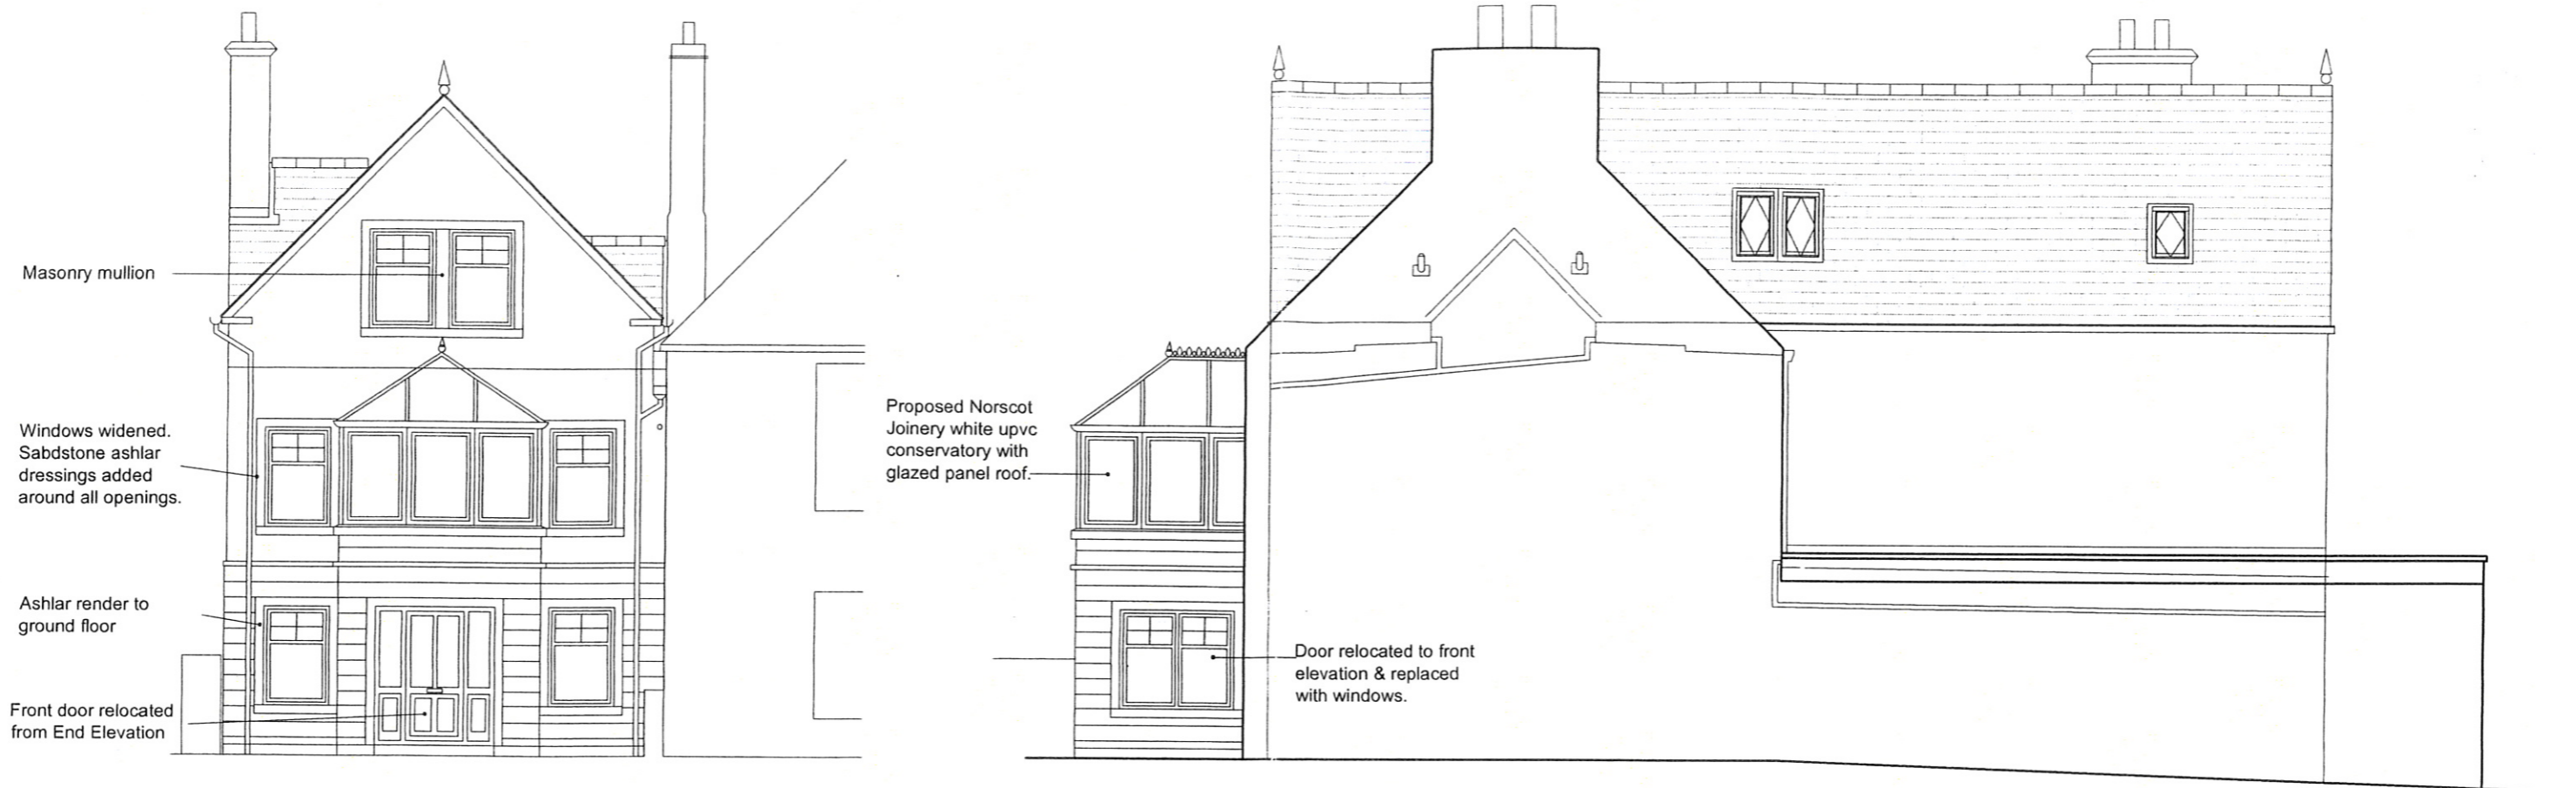 Masonry mullion
Windows widened.
Sabdstone ashlar
dressings added
around all openings.
Ashlar render to
ground floor
Front door relocated
from End Elevation
Proposed Norscot
Joinery white upvc
conservatory with
glazed panel roof.
Door relocated to front
elevation & replaced
with windows.